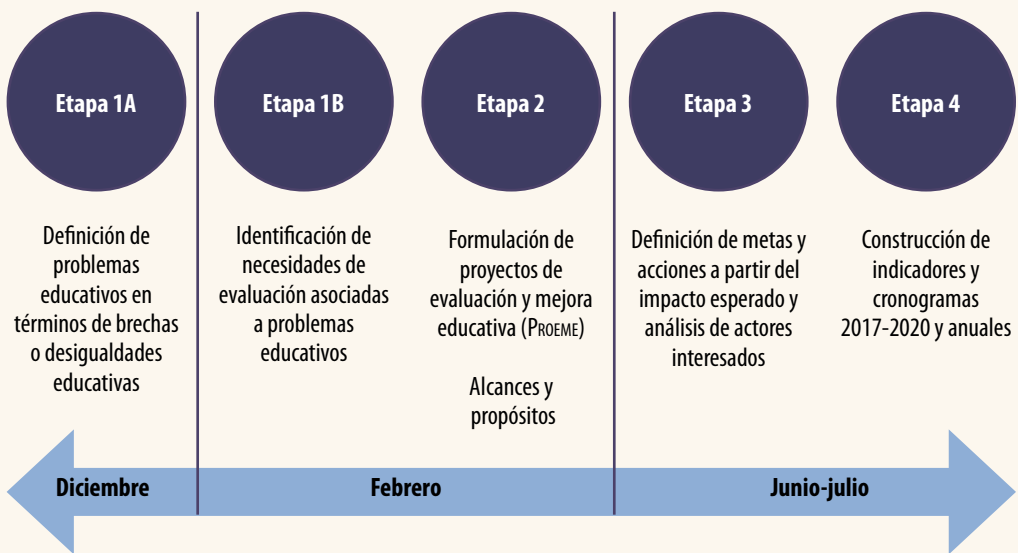 Etapa 1A
Etapa 1B
Etapa 2
Etapa 3
Etapa 4
Definición de
problemas
educativos en
términos de brechas
o desigualdades
educativas
Identificación de
necesidades de
evaluación asociadas
a problemas
educativos
Formulación de
proyectos de
evaluación y mejora
educativa (PROEME)
Alcances y
propósitos
Definición de metas y
acciones a partir del
impacto esperado y
análisis de actores
interesados
Construcción de
indicadores y
cronogramas
2017-2020 y anuales
Diciembre
Febrero
Junio-julio